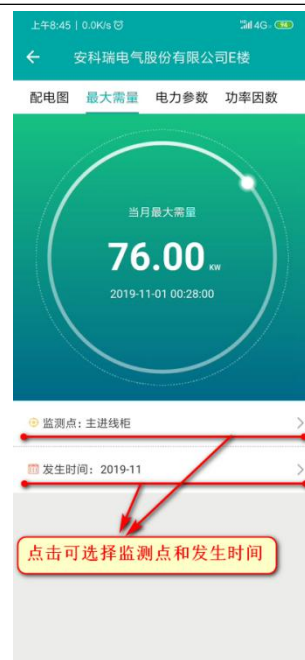 上午8:45 | 0.0K/s
4G
安科瑞电气股份有限公司E楼
配电图 最大需量 电力参数 功率因数
当月最大需量
76.00 KW
2019-11-01 00:28:00
监测点: 主进线柜
发生时间: 2019-11
点击可选择监测点和发生时间